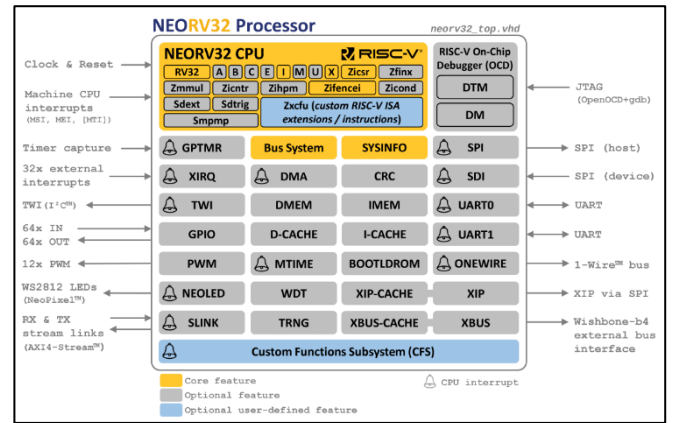 NEORV32 Processor
neorv32_top.vhd
NEORV32 CPU
RISC-V®
RV32 A B C E I M U X Zicsr Zfinx
Zmmul Zicntr Zihpm Zifencei Zicond
Sdext Sdtrig Zxcfu (custom RISC-V ISA
extensions / instructions)
Smpmp
RISC-V On-Chip
Debugger (OCD)
DTM
DM
Clock & Reset
Machine CPU
interrupts
(MSI, MEI, [MTI])
JTAG
(OpenOCD+gdb)
Timer capture
GPTMR Bus System SYSINFO SPI
SPI (host)
32x external
interrupts
XIRQ DMA CRC SDI
SPI (device)
TWI (I²C™)
TWI DMEM IMEM UART0
UART
64x IN
64x OUT
GPIO D-CACHE I-CACHE UART1
UART
12x PWM
PWM MTIME BOOTLDROM ONEWIRE
1-Wire™ bus
WS2812 LEDs
(NeoPixel™)
NEOLED WDT XIP-CACHE XIP
XIP via SPI
RX & TX
stream links
(AXI4-Stream™)
SLINK TRNG XBUS-CACHE XBUS
Wishbone-b4
external bus
interface
Custom Functions Subsystem (CFS)
Core feature
Optional feature
Optional user-defined feature
CPU interrupt